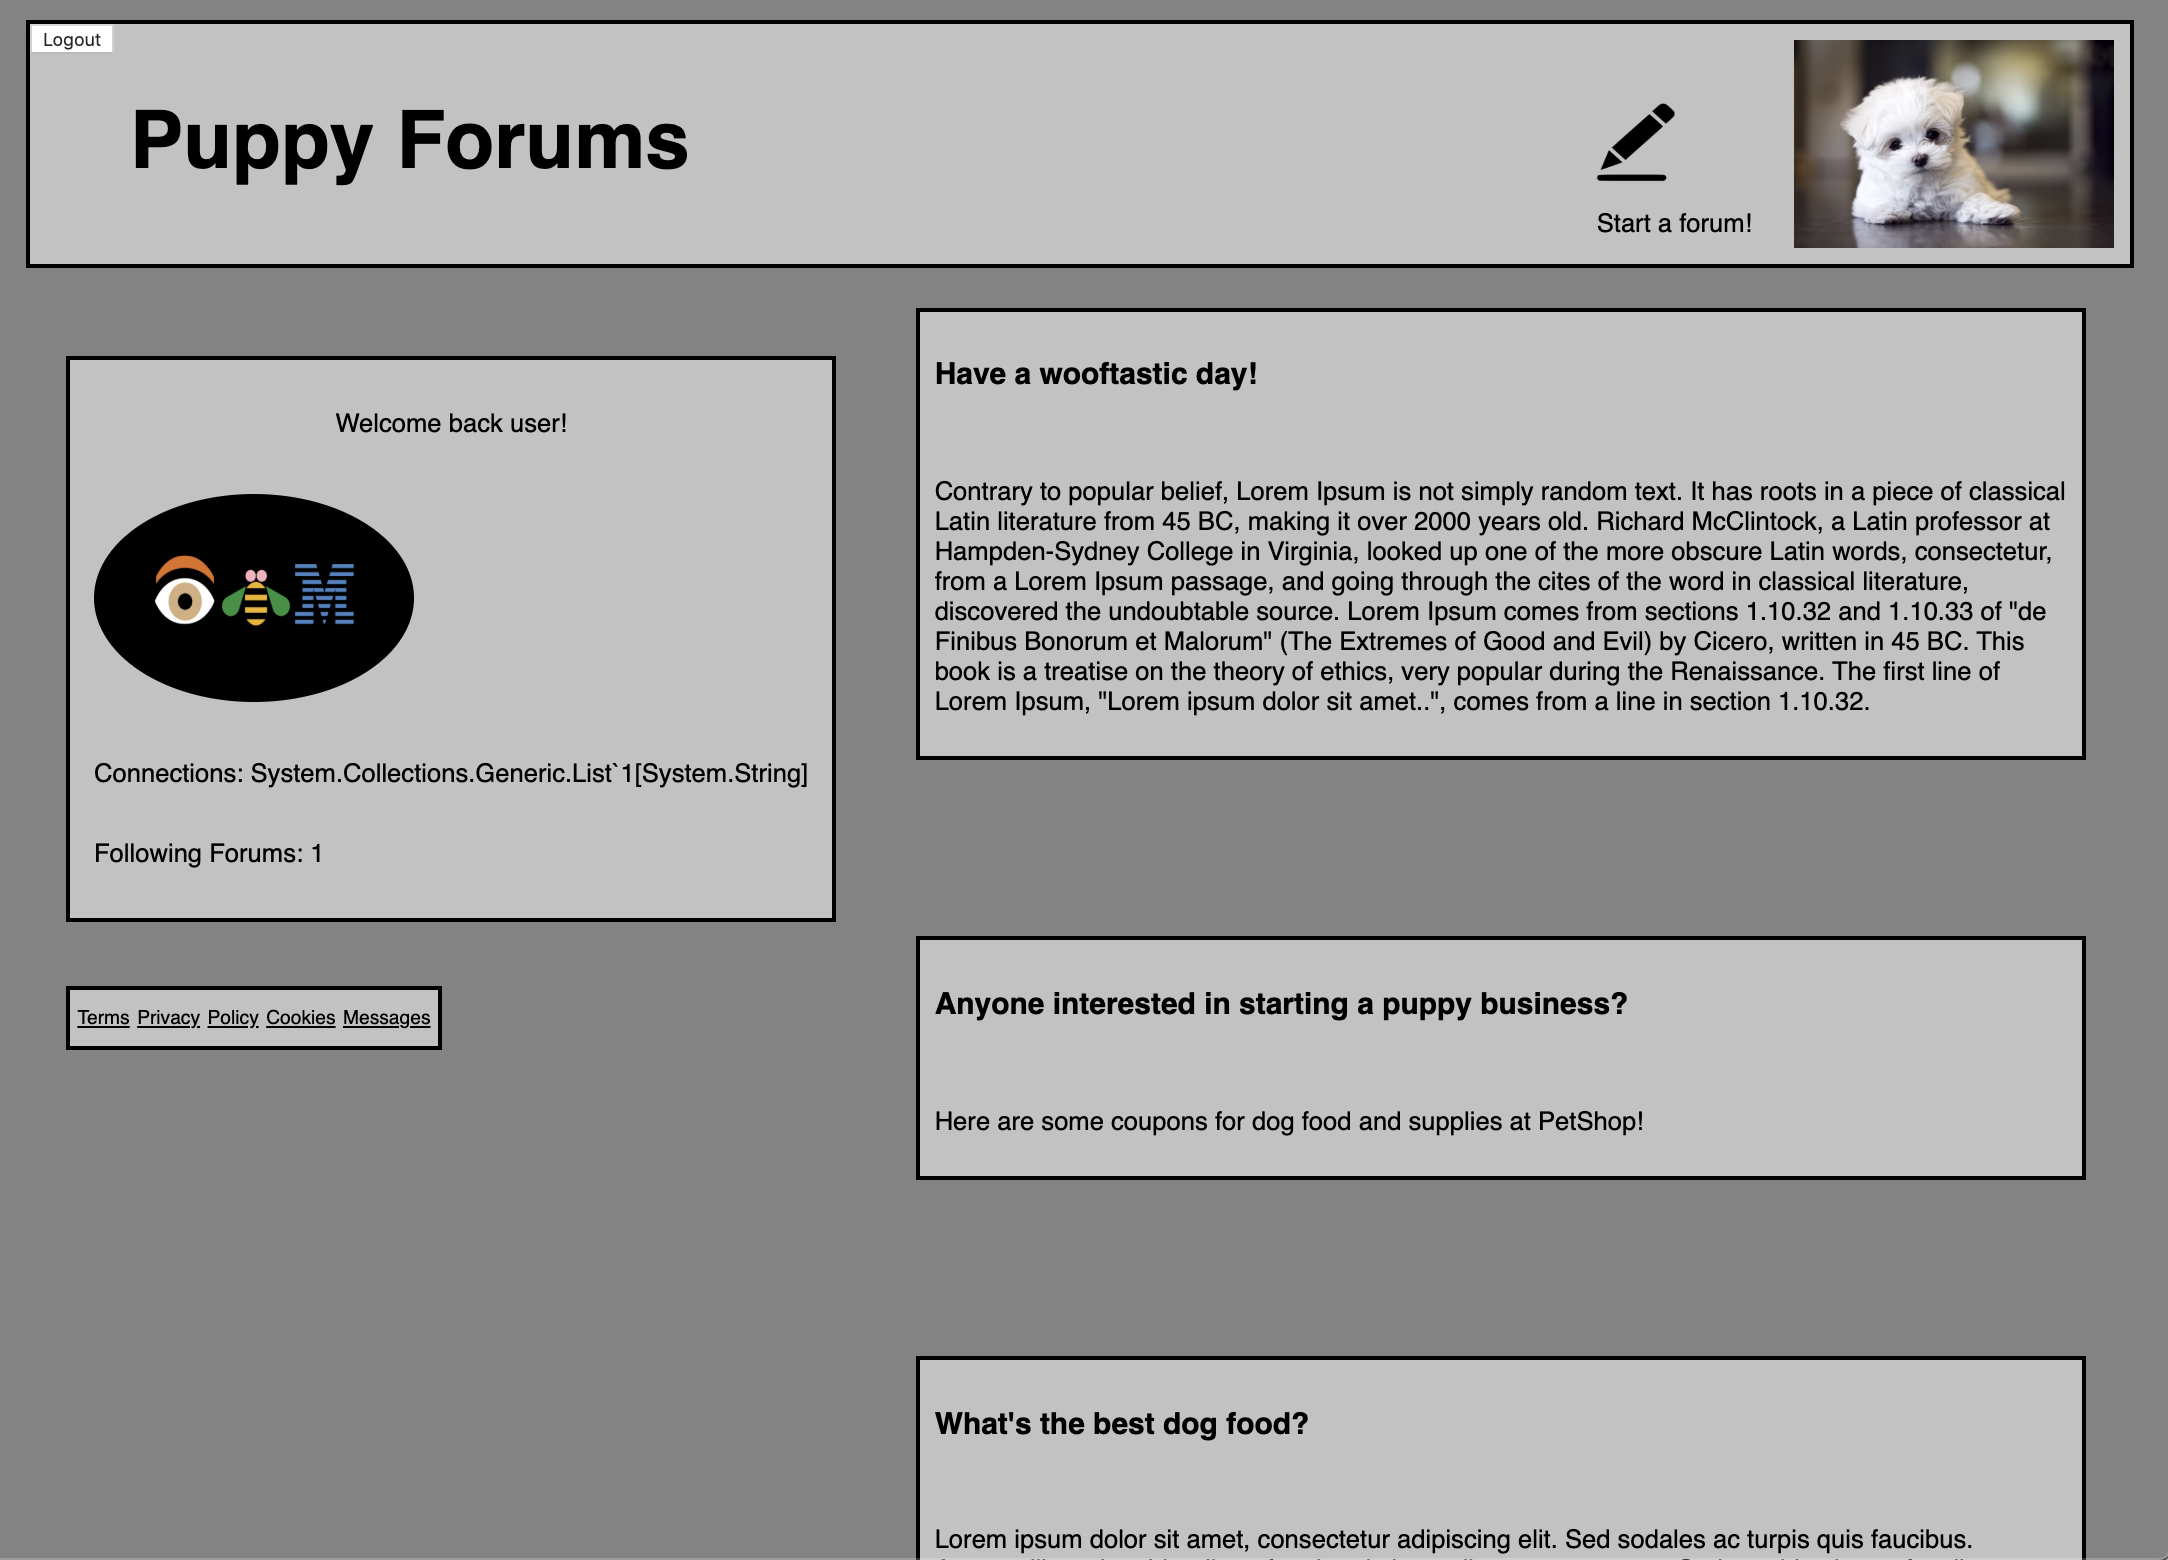 Logout
Puppy Forums
Start a forum!
Welcome back user!
M
Connections: System.Collections.Generic.List`1[System.String]
Following Forums: 1
Terms Privacy Policy Cookies Messages
Have a wooftastic day!
Contrary to popular belief, Lorem Ipsum is not simply random text. It has roots in a piece of classical
Latin literature from 45 BC, making it over 2000 years old. Richard McClintock, a Latin professor at
Hampden-Sydney College in Virginia, looked up one of the more obscure Latin words, consectetur,
from a Lorem Ipsum passage, and going through the cites of the word in classical literature,
discovered the undoubtable source. Lorem Ipsum comes from sections 1.10.32 and 1.10.33 of "de
Finibus Bonorum et Malorum" (The Extremes of Good and Evil) by Cicero, written in 45 BC. This
book is a treatise on the theory of ethics, very popular during the Renaissance. The first line of
Lorem Ipsum, "Lorem ipsum dolor sit amet..", comes from a line in section 1.10.32.
Anyone interested in starting a puppy business?
Here are some coupons for dog food and supplies at PetShop!
What's the best dog food?
Lorem ipsum dolor sit amet, consectetur adipiscing elit. Sed sodales ac turpis quis faucibus.